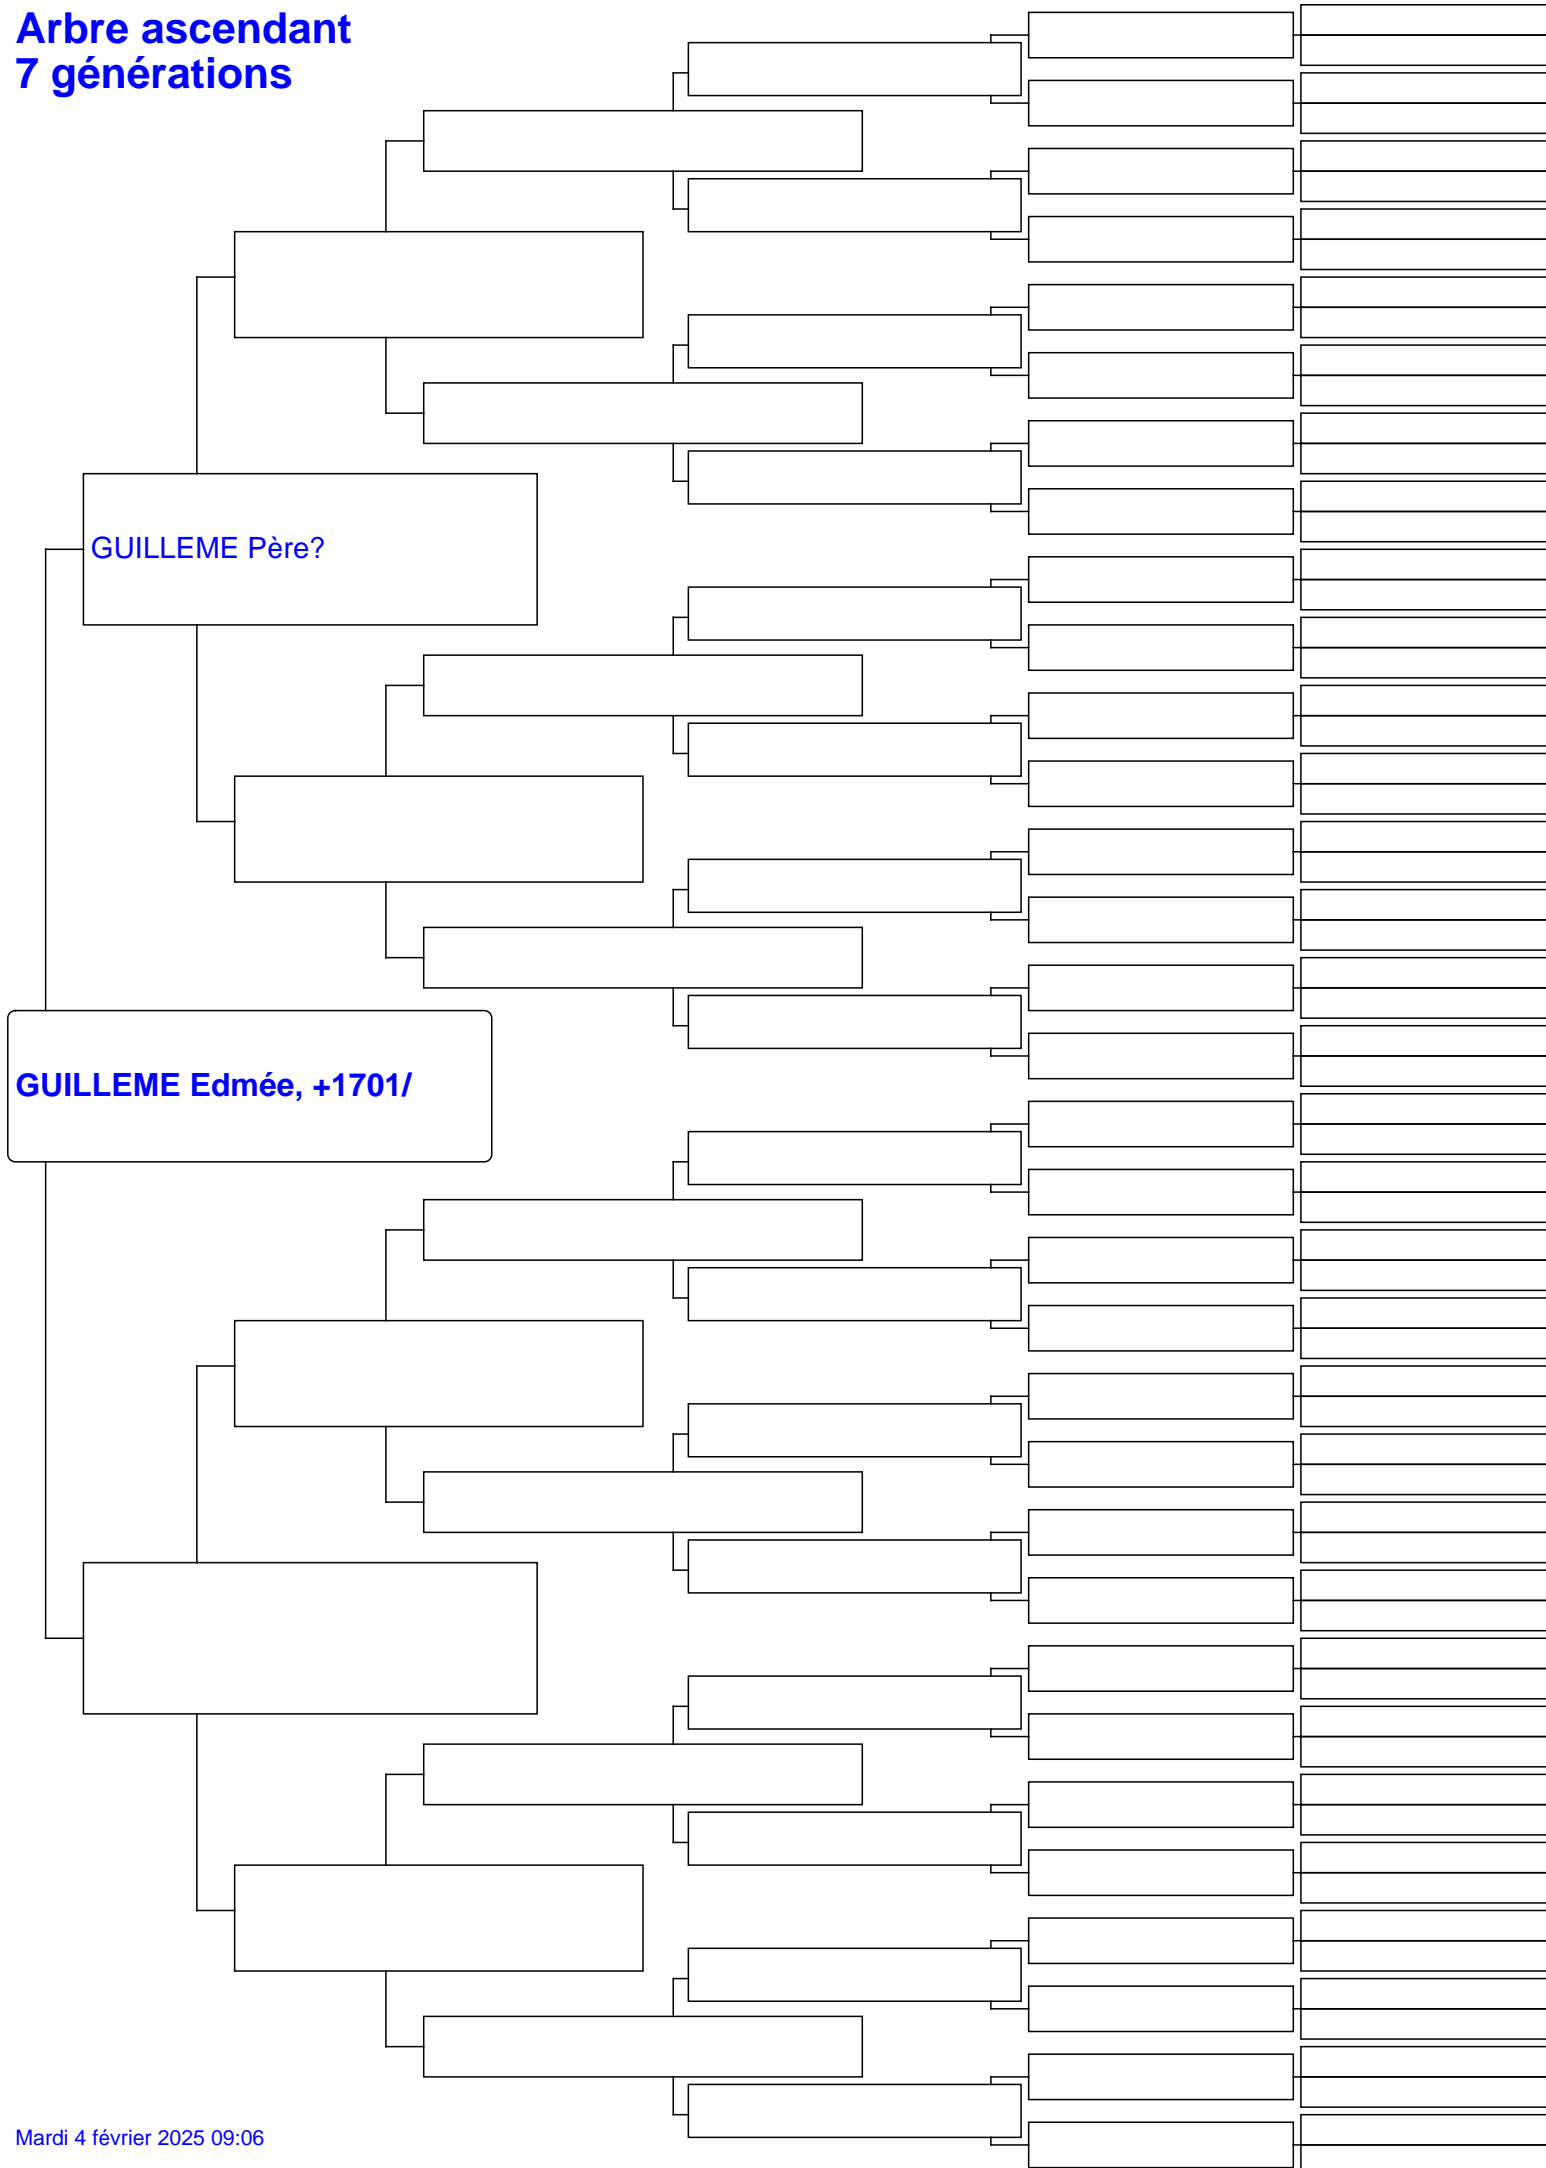 Arbre ascendant
7 générations
GUILLEME Père?
GUILLEME Edmée, +1701/
Mardi 4 février 2025 09:06